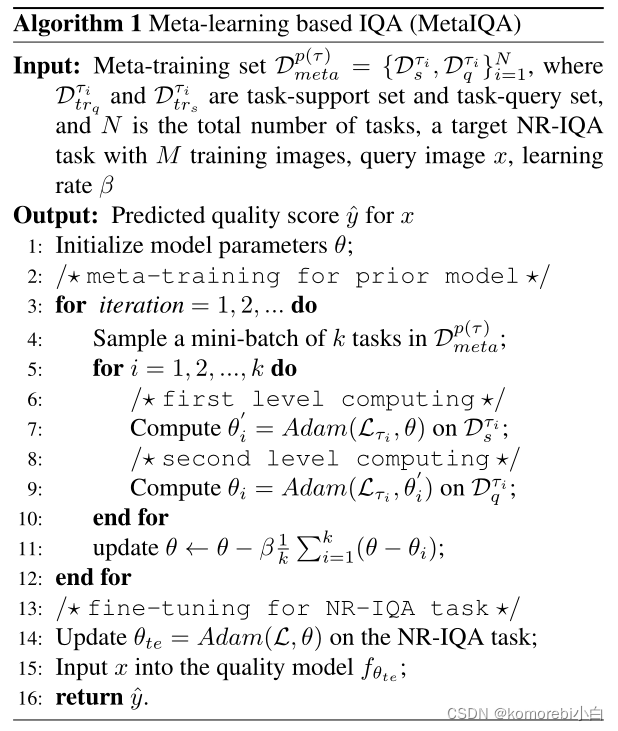 Algorithm 1 Meta-learning based IQA (MetaIQA)
Input: Meta-training set $\mathcal{D}_{meta}^{p(\tau)} = \{\mathcal{D}_s^{\tau_i}, \mathcal{D}_q^{\tau_i}\}_{i=1}^N$, where
$\mathcal{D}_{tr_q}^{\tau_i}$ and $\mathcal{D}_{tr_s}^{\tau_i}$ are task-support set and task-query set,
and $N$ is the total number of tasks, a target NR-IQA
task with $M$ training images, query image $x$, learning
rate $\beta$
Output: Predicted quality score $\hat{y}$ for $x$
1: Initialize model parameters $\theta$;
2: /⋆ meta-training for prior model ⋆/
3: for iteration = 1, 2, ... do
4: Sample a mini-batch of $k$ tasks in $\mathcal{D}_{meta}^{p(\tau)}$;
5: for $i = 1, 2, ..., k$ do
6: /⋆ first level computing ⋆/
7: Compute $\theta_i^{'} = Adam(\mathcal{L}_{\tau_i}, \theta)$ on $\mathcal{D}_s^{\tau_i}$;
8: /⋆ second level computing ⋆/
9: Compute $\theta_i = Adam(\mathcal{L}_{\tau_i}, \theta_i^{'})$ on $\mathcal{D}_q^{\tau_i}$;
10: end for
11: update $\theta \leftarrow \theta - \beta \frac{1}{k} \sum_{i=1}^k (\theta - \theta_i)$;
12: end for
13: /⋆ fine-tuning for NR-IQA task ⋆/
14: Update $\theta_{te} = Adam(\mathcal{L}, \theta)$ on the NR-IQA task;
15: Input $x$ into the quality model $f_{\theta_{te}}$;
16: return $\hat{y}$.
CSDN @komorebi小白